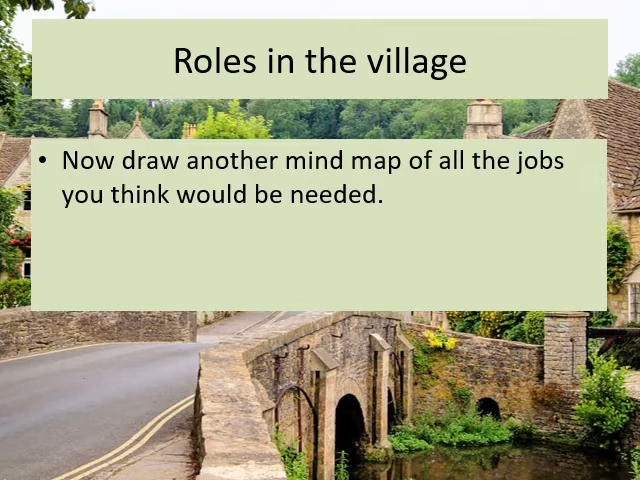 Roles in the village
• Now draw another mind map of all the jobs
you think would be needed.